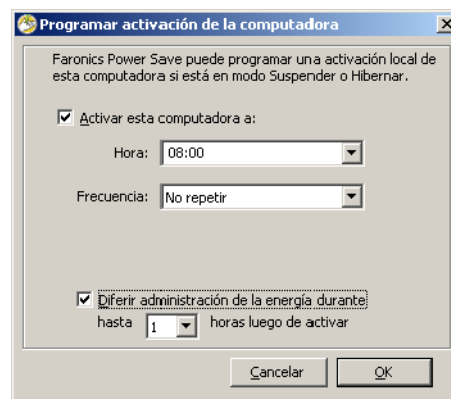 Programar activación de la computadora
Faronics Power Save puede programar una activación local de
esta computadora si está en modo Suspender o Hibernar.
Activar esta computadora a:
Hora: 08:00
Frecuencia: No repetir
Diferir administración de la energía durante
hasta 1 horas luego de activar
Cancelar OK